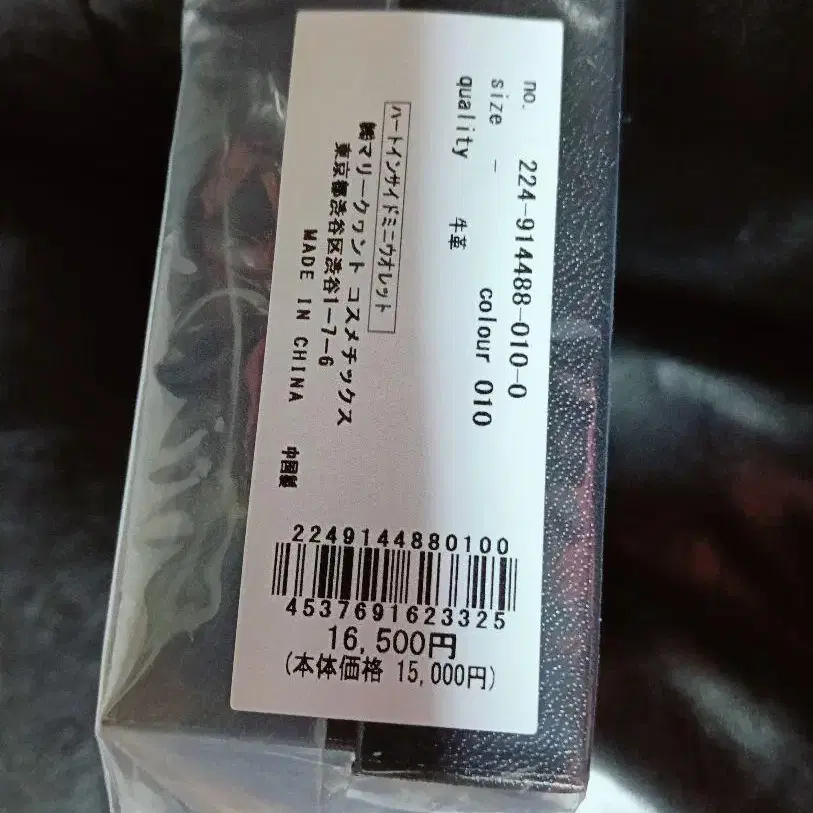 no. 224-914488-010-0
size - colour 010
quality 牛革
ハートインサイドミニウオレット
㈱マリークヮント コスメチックス
東京都渋谷区渋谷1-7-6
MADE IN CHINA 中国製
2249144880100
4537691623325
16,500円
(本体価格 15,000円)